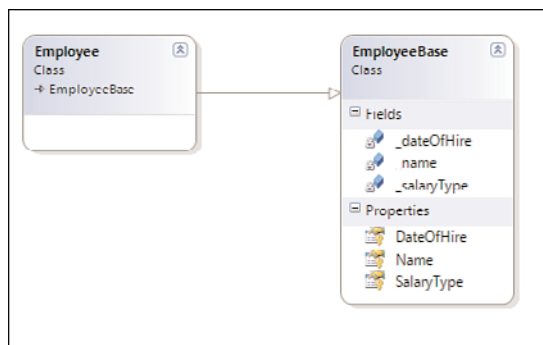 Employee
Class
EmployeeBase
EmployeeBase
Class
Fields
_dateOfHire
_name
_salaryType
Properties
DateOfHire
Name
SalaryType